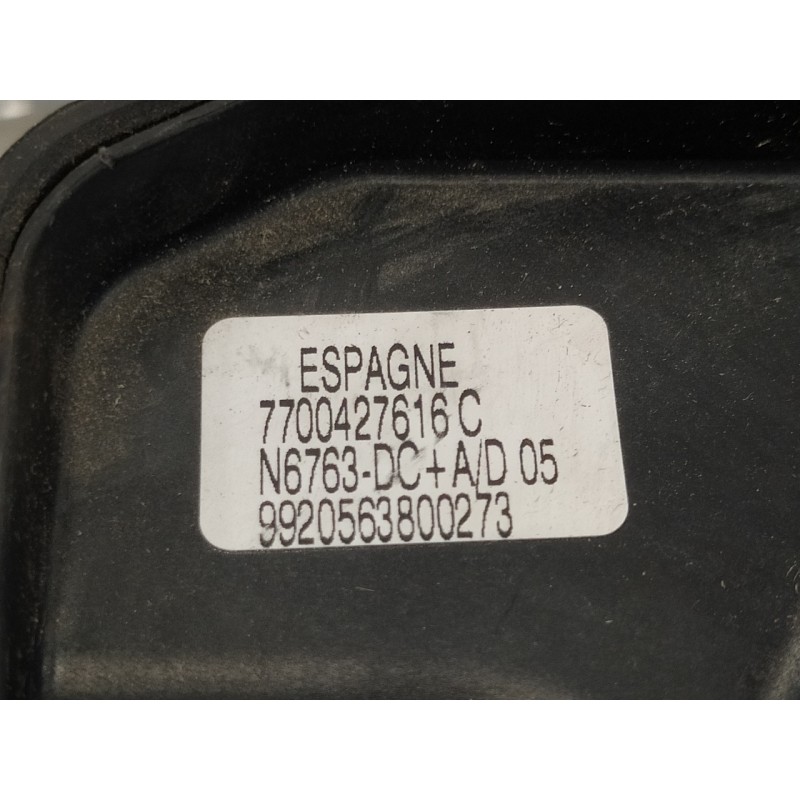 ESPAGNE
7700427616 C
N6763-DC+A/D 05
9920563800273